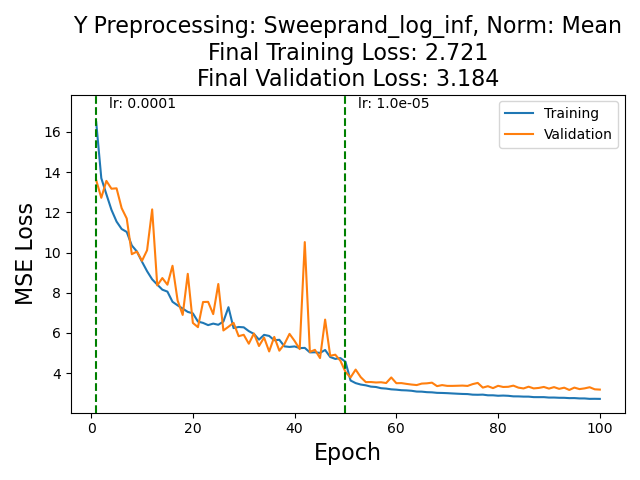 Y Preprocessing: Sweeprand_log_inf, Norm: Mean
Final Training Loss: 2.721
Final Validation Loss: 3.184
lr: 0.0001
lr: 1.0e-05
Training
Validation
MSE Loss
16
14
12
10
8
6
4
0
20
40
60
80
100
Epoch